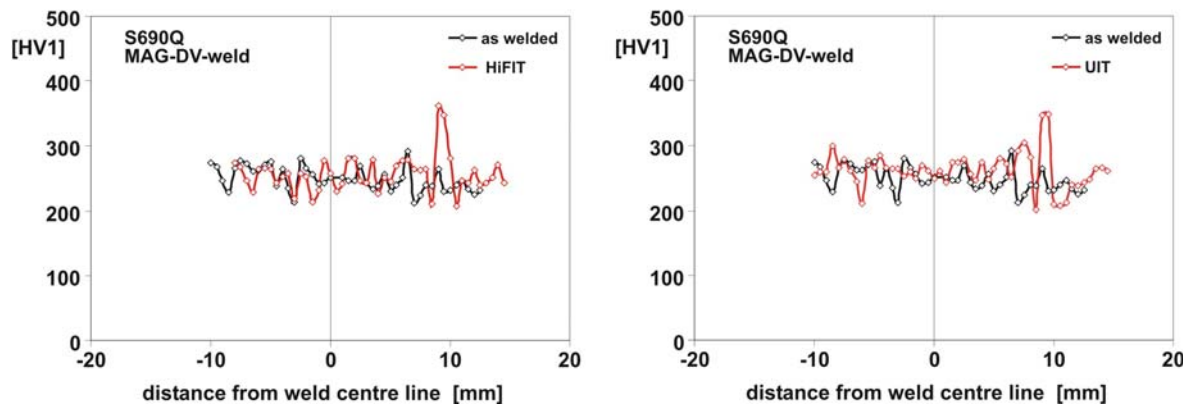 500
[HV1]
400
300
200
100
0
-20
-10
0
10
20
S690Q
MAG-DV-weld
as welded
HiFIT
distance from weld centre line [mm]
500
[HV1]
400
300
200
100
0
-20
-10
0
10
20
S690Q
MAG-DV-weld
as welded
UIT
distance from weld centre line [mm]